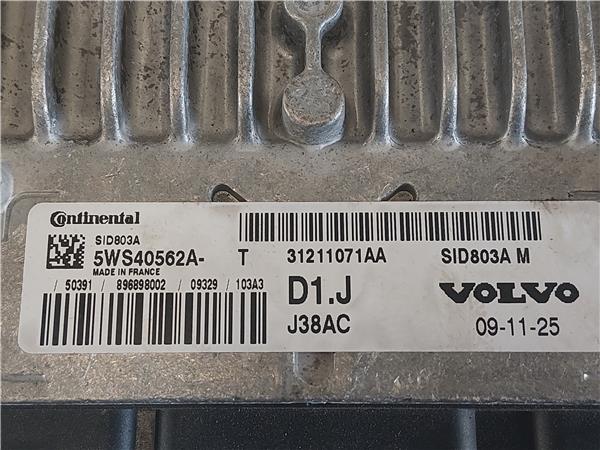 Continental
SID803A
5WS40562A- T 31211071AA SID803A M
MADE IN FRANCE
/ 50391 / 896898002 / 09329 / 103A3
D1.J VOLVO
J38AC 09-11-25